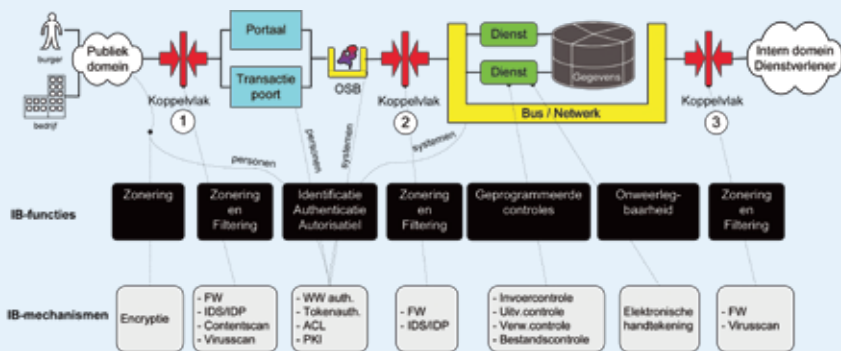 burger
bedrijf
Publiek
domein
Koppelvlak
1
Portaal
Transactie
poort
OSB
Koppelvlak
2
Dienst
Dienst
Gegevens
Bus / Netwerk
Koppelvlak
3
Intern domein
Dienstverlener
personen
personen
systemen
systemen
IB-functies
Zonering
Zonering
en
Filtering
Identificatie
Authenticatie
Autorisatiel
Zonering
en
Filtering
Geprogrammeerde
controles
Onweerleg-
baarheid
Zonering
en
Filtering
IB-mechanismen
Encryptie
- FW
- IDS/IDP
- Contentscan
- Virusscan
- WW auth.
- Tokenauth.
- ACL
- PKI
- FW
- IDS/IDP
- Invoercontrole
- Uitv.controle
- Verw.controle
- Bestandscontrole
Elektronische
handtekening
- FW
- Virusscan